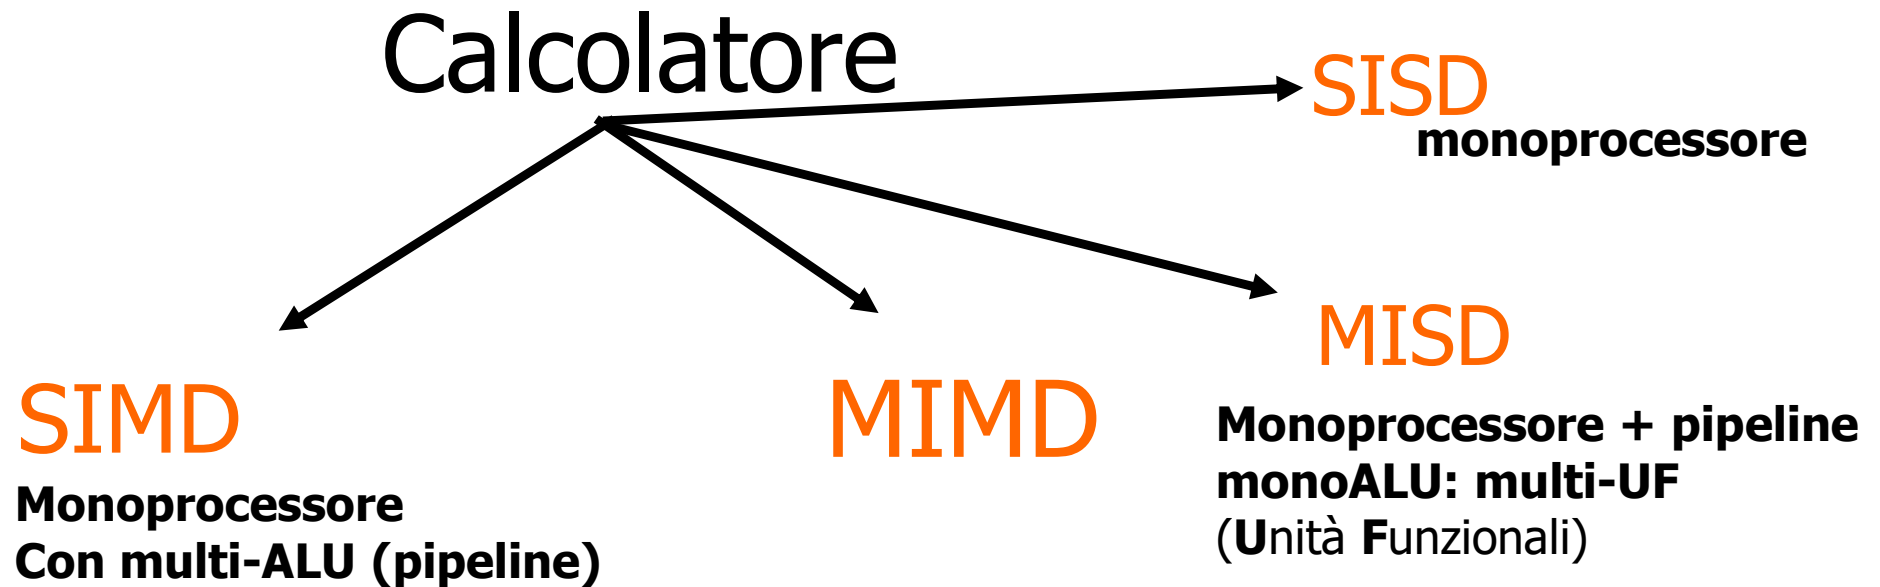 Calcolatore
SISD
monoprocessore
SIMD
Monoprocessore
Con multi-ALU (pipeline)
MIMD
MISD
Monoprocessore + pipeline
monoALU: multi-UF
(Unità Funzionali)